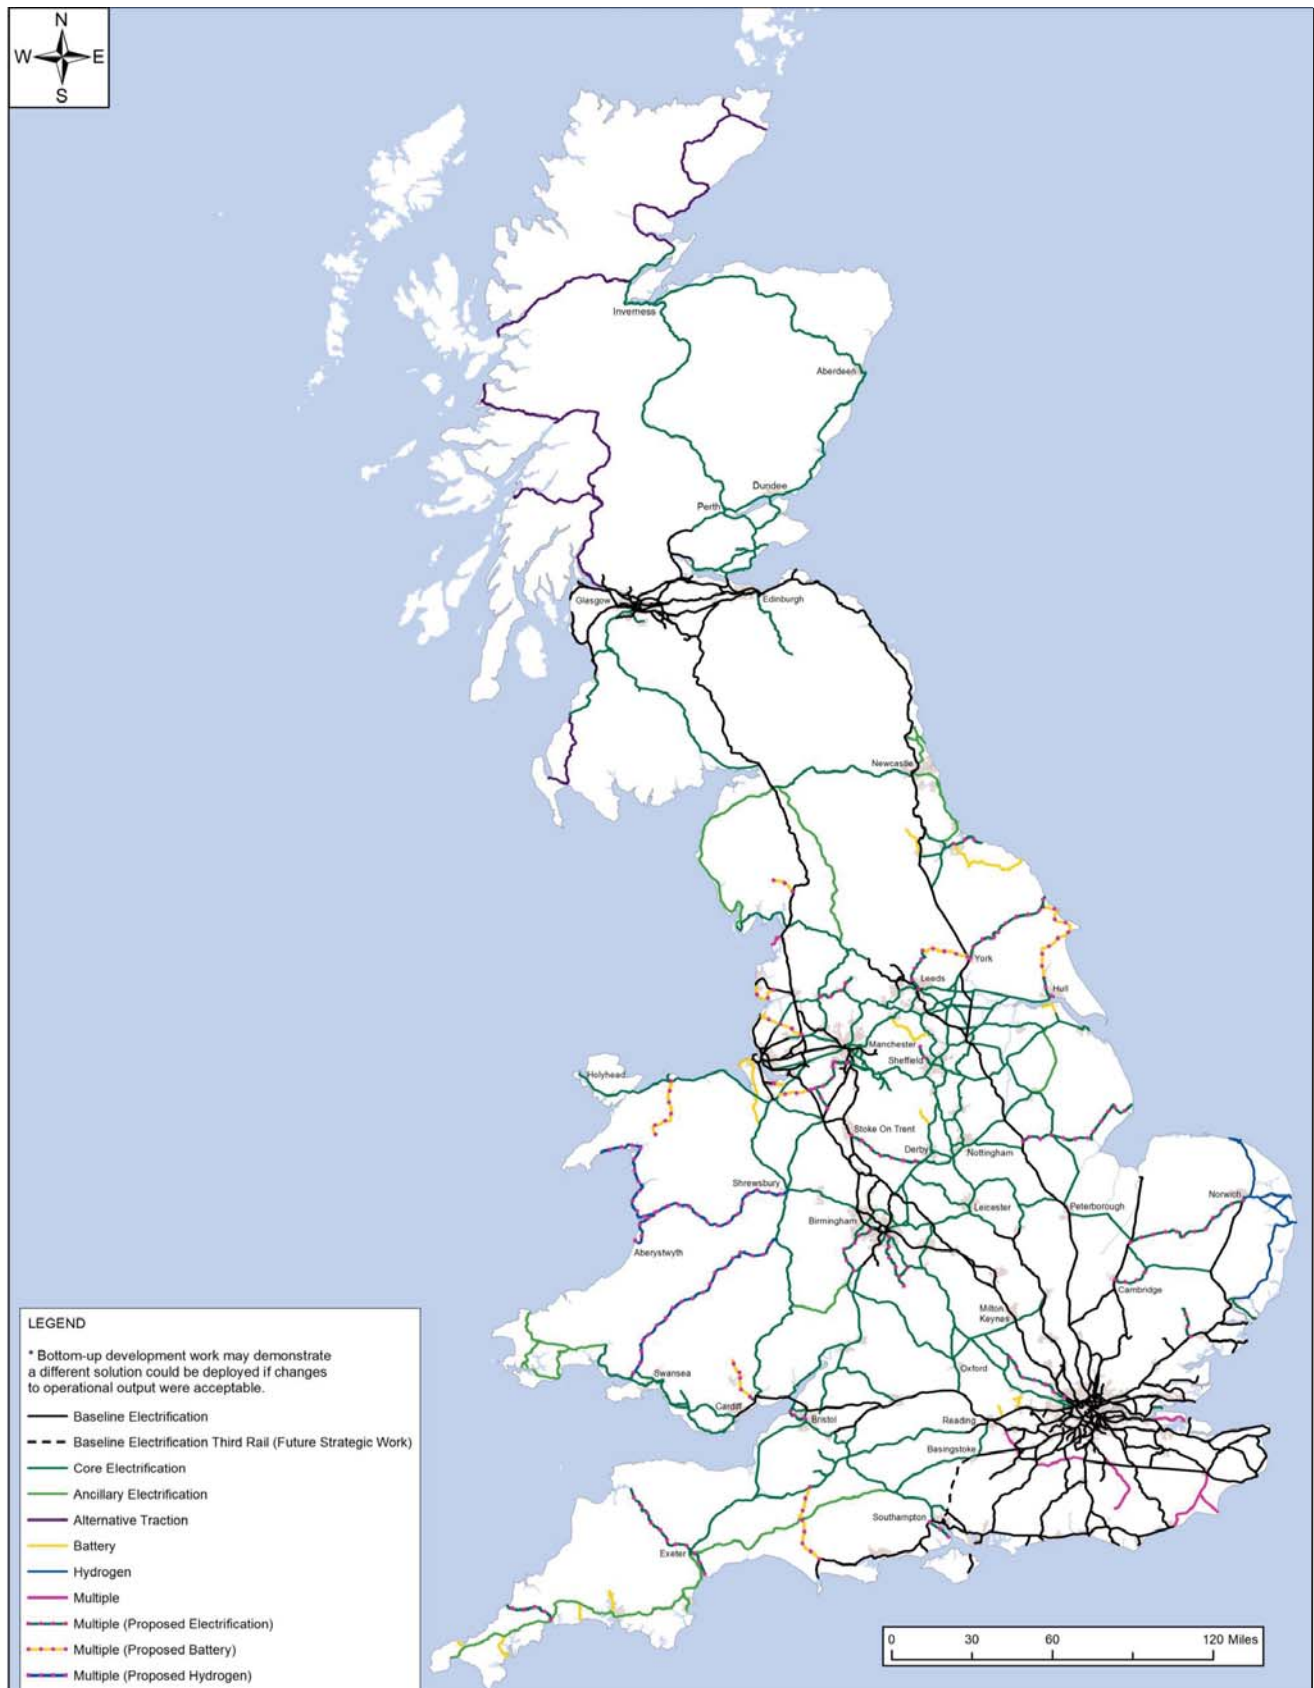 N
W E
S
Inverness
Aberdeen
Dundee
Perth
Glasgow
Edinburgh
Newcastle
York
Leeds
Hull
Manchester
Sheffield
Holyhead
Stoke On Trent
Derby
Nottingham
Shrewsbury
Norwich
Leicester
Peterborough
Birmingham
Aberystwyth
Cambridge
Milton
Keynes
Oxford
Swansea
Cardiff
Bristol
Reading
Basingstoke
Southampton
Exeter
LEGEND
* Bottom-up development work may demonstrate
a different solution could be deployed if changes
to operational output were acceptable.
Baseline Electrification
Baseline Electrification Third Rail (Future Strategic Work)
Core Electrification
Ancillary Electrification
Alternative Traction
Battery
Hydrogen
Multiple
Multiple (Proposed Electrification)
Multiple (Proposed Battery)
Multiple (Proposed Hydrogen)
0 30 60 120 Miles